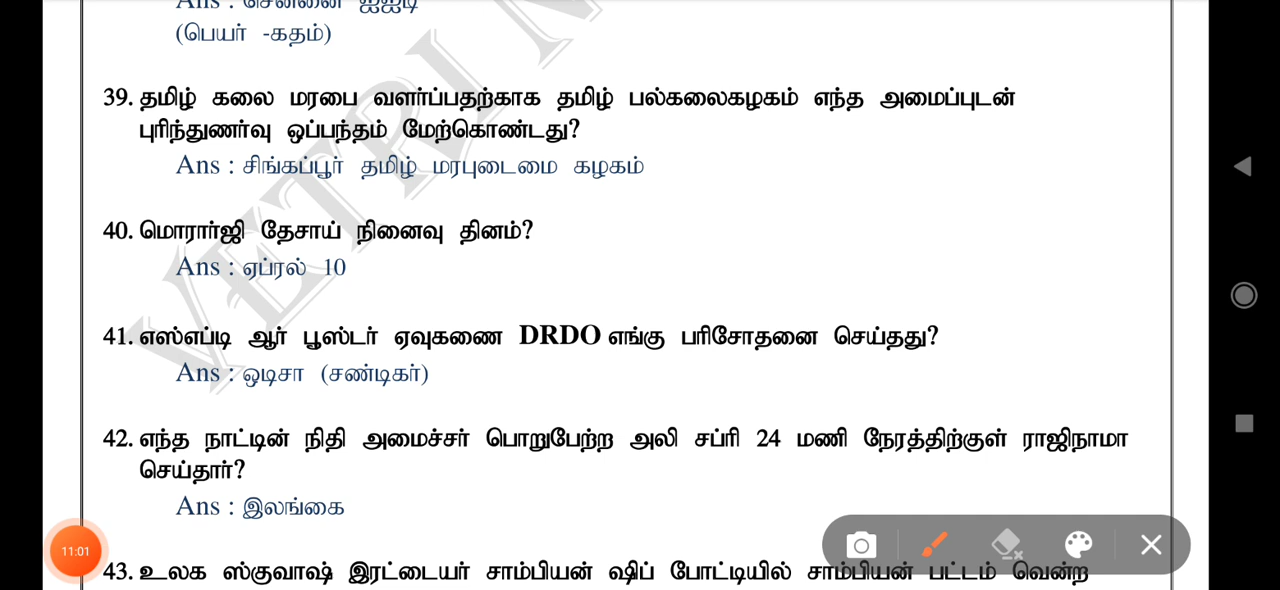 Ans : சென்னை ஐஐடி
(பெயர் -கதம்)
39. தமிழ் கலை மரபை வளர்ப்பதற்காக தமிழ் பல்கலைகழகம் எந்த அமைப்புடன்
புரிந்துணர்வு ஒப்பந்தம் மேற்கொண்டது?
Ans : சிங்கப்பூர் தமிழ் மரபுடைமை கழகம்
40. மொரார்ஜி தேசாய் நினைவு தினம்?
Ans : ஏப்ரல் 10
41. எஸ்எப்டி ஆர் பூஸ்டர் ஏவுகணை DRDO எங்கு பரிசோதனை செய்தது?
Ans : ஒடிசா (சண்டிகர்)
42. எந்த நாட்டின் நிதி அமைச்சர் பொறுபேற்ற அலி சப்ரி 24 மணி நேரத்திற்குள் ராஜிநாமா
செய்தார்?
Ans : இலங்கை
43. உலக ஸ்குவாஷ் இரட்டையர் சாம்பியன் ஷிப் போட்டியில் சாம்பியன் பட்டம் வென்ற
11:01
VETRI